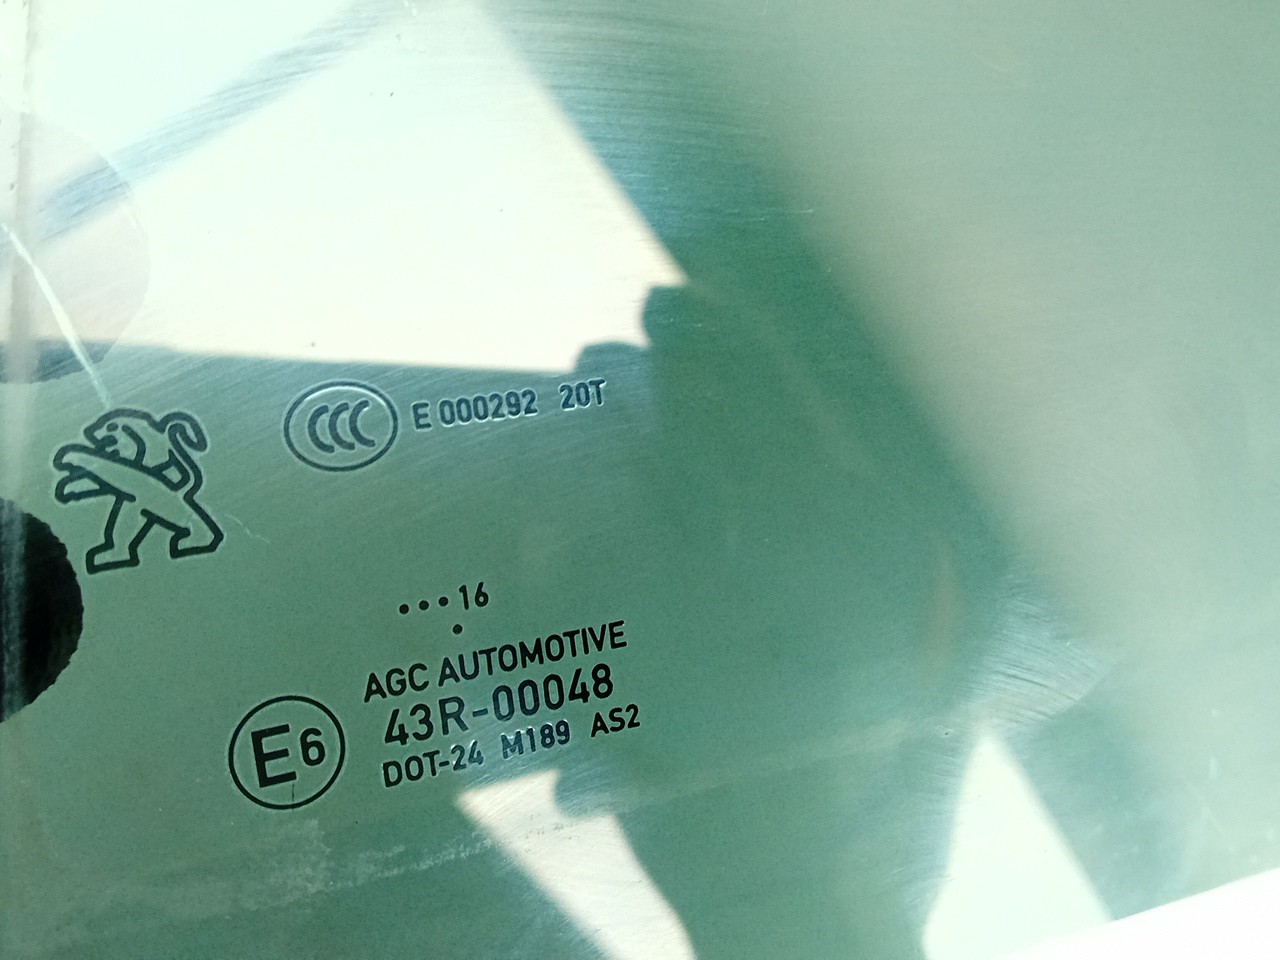 CCC E 000292 20T
•••16
•
AGC AUTOMOTIVE
43R-00048
E6
DOT-24 M189 AS2